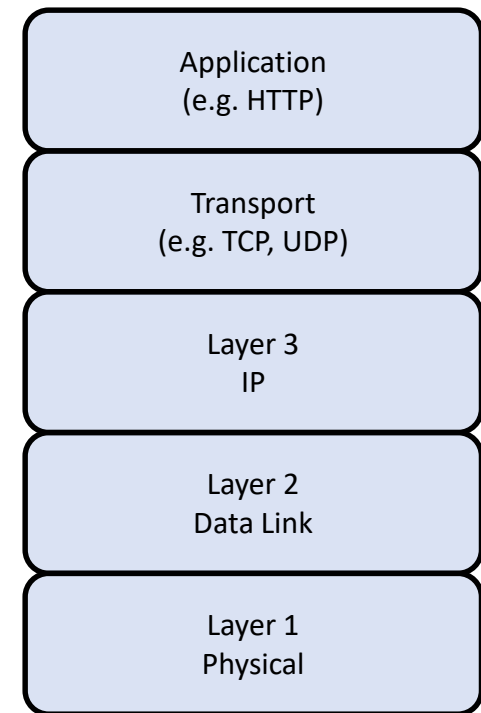 Application
(e.g. HTTP)
Transport
(e.g. TCP, UDP)
Layer 3
IP
Layer 2
Data Link
Layer 1
Physical